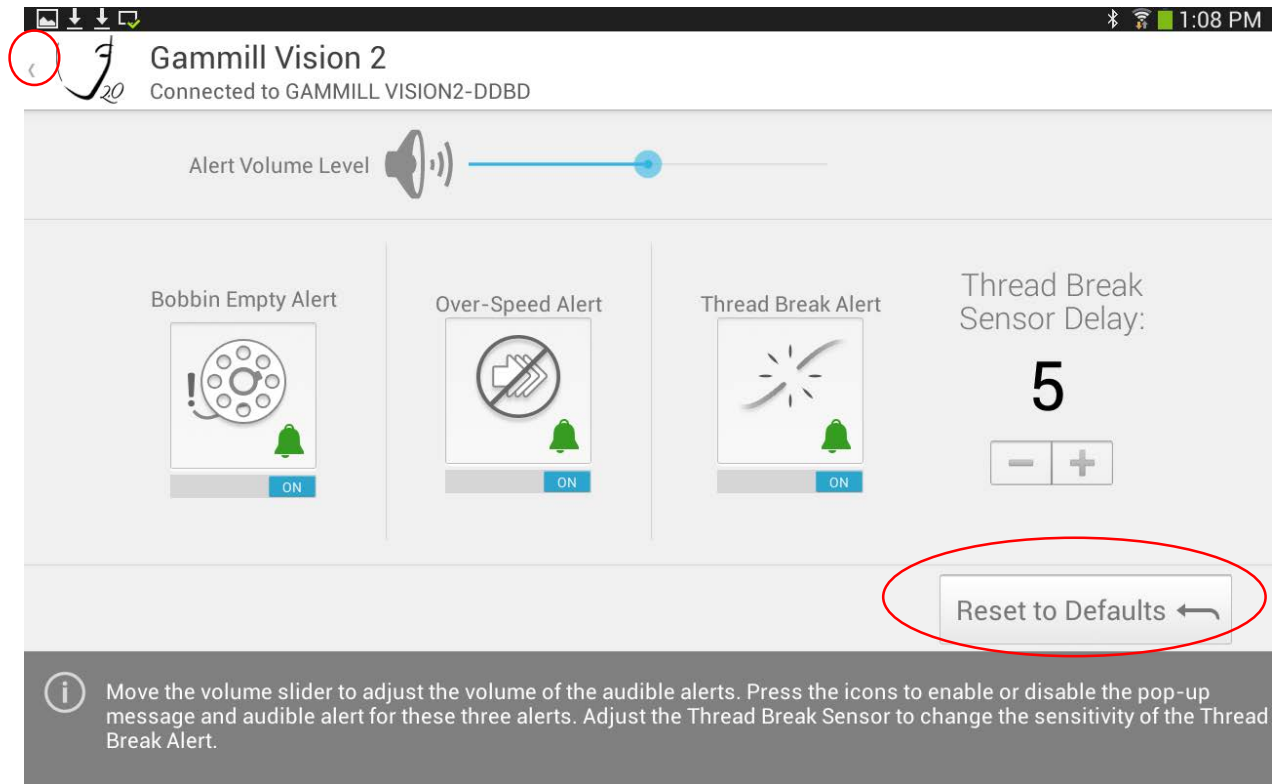 1:08 PM
2.0
Gammill Vision 2
Connected to GAMMILL VISION2-DDBD
Alert Volume Level
Bobbin Empty Alert
ON
Over-Speed Alert
ON
Thread Break Alert
ON
Thread Break
Sensor Delay:
5
Reset to Defaults
Move the volume slider to adjust the volume of the audible alerts. Press the icons to enable or disable the pop-up
message and audible alert for these three alerts. Adjust the Thread Break Sensor to change the sensitivity of the Thread
Break Alert.